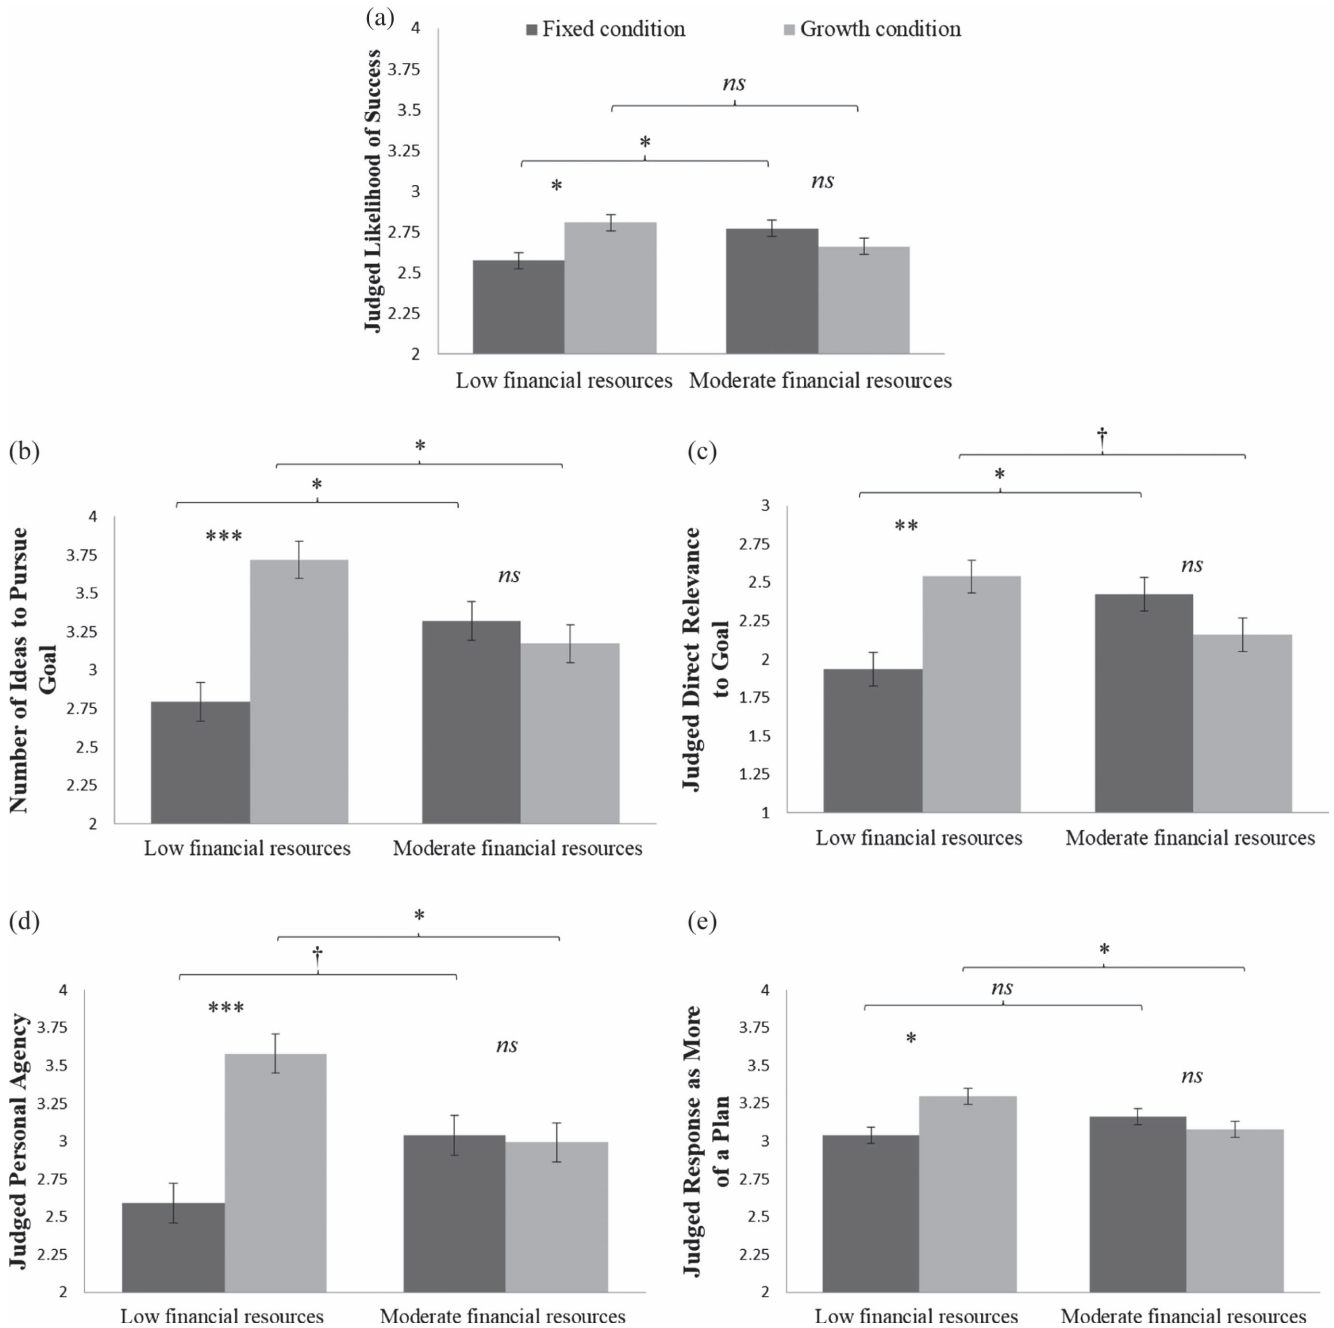 (a)
Fixed condition
Growth condition
Judged Likelihood of Success
4
3.75
3.5
3.25
3
2.75
2.5
2.25
2
ns
*
*
ns
Low financial resources
Moderate financial resources
(b)
Number of Ideas to Pursue
Goal
4
3.75
3.5
3.25
3
2.75
2.5
2.25
2
*
*
***
ns
Low financial resources
Moderate financial resources
(c)
Judged Direct Relevance
to Goal
3
2.75
2.5
2.25
2
1.75
1.5
1.25
1
†
*
**
ns
Low financial resources
Moderate financial resources
(d)
Judged Personal Agency
4
3.75
3.5
3.25
3
2.75
2.5
2.25
2
*
†
***
ns
Low financial resources
Moderate financial resources
(e)
Judged Response as More
of a Plan
4
3.75
3.5
3.25
3
2.75
2.5
2.25
2
*
ns
*
ns
Low financial resources
Moderate financial resources